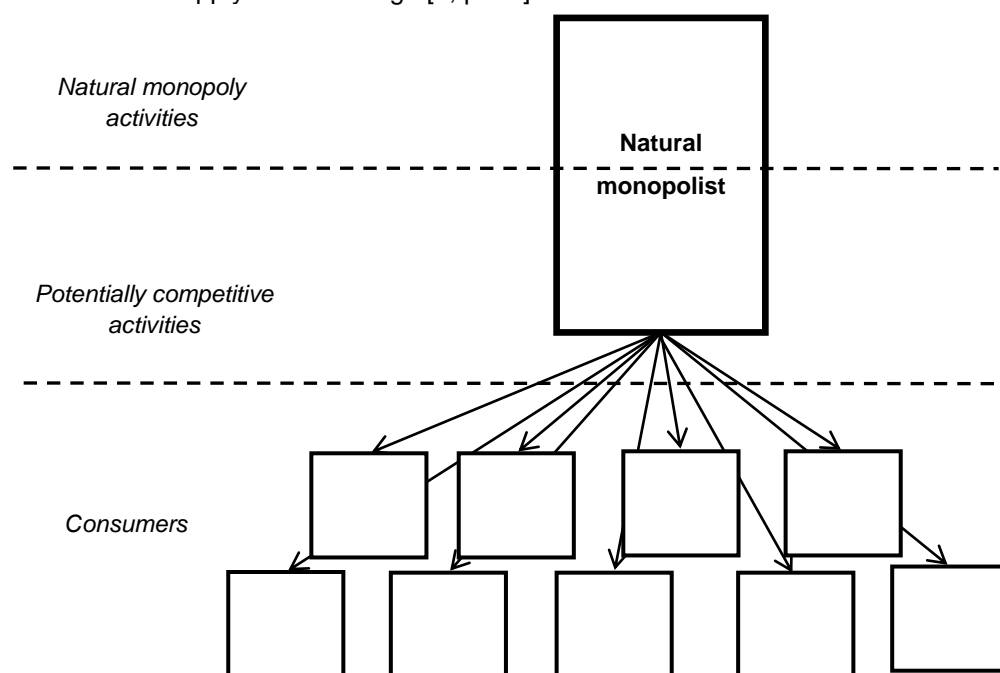 Natural monopoly
activities
Natural
monopolist
Potentially competitive
activities
Consumers